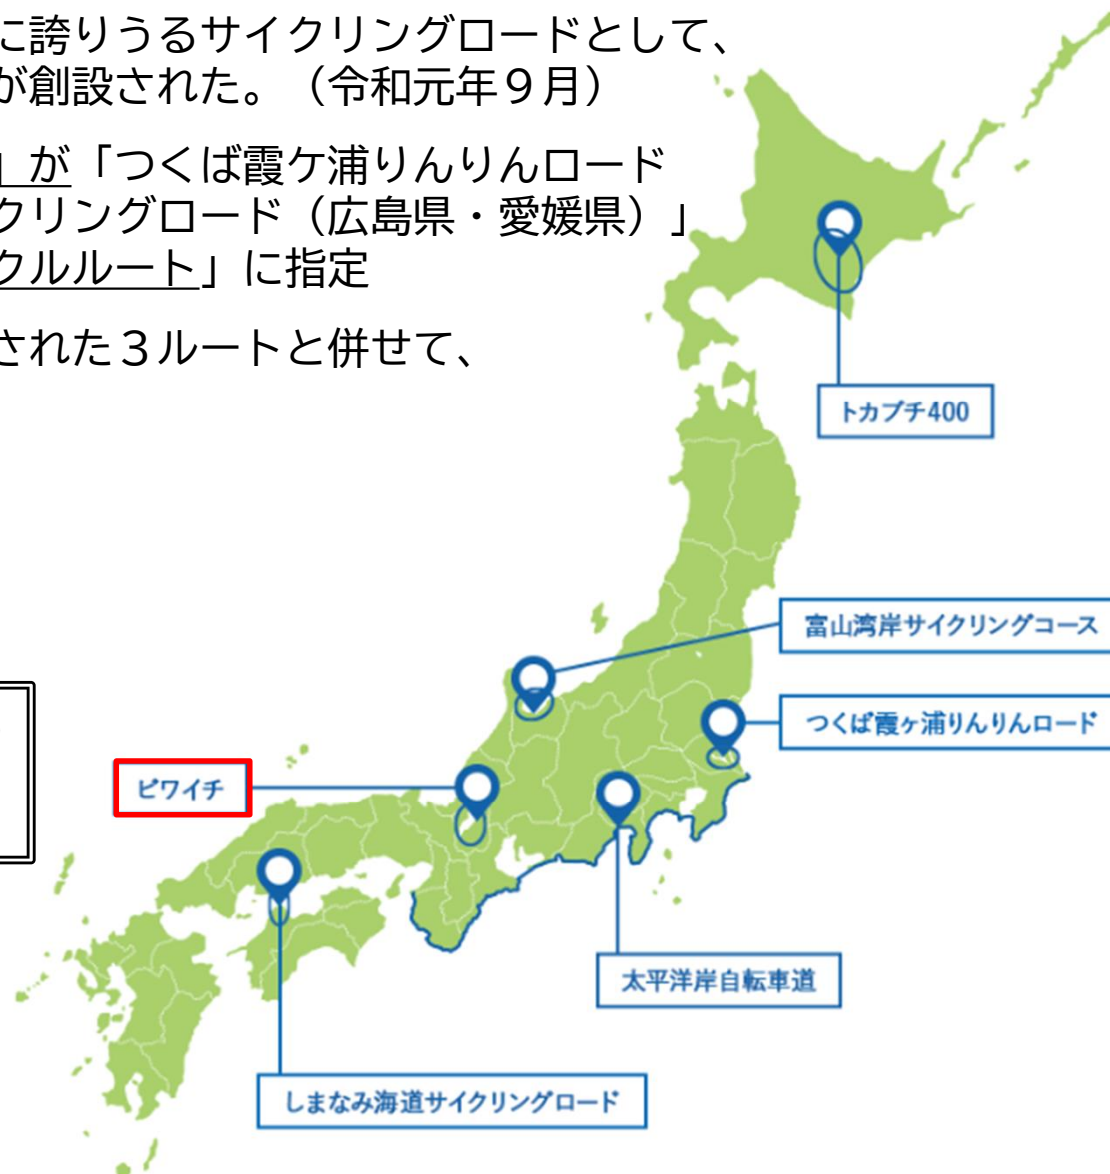 に誇りうるサイクリングロードとして、
が創設された。（令和元年９月）
」が「つくば霞ケ浦りんりんロード
クリングロード（広島県・愛媛県）」
クルルート」に指定
された３ルートと併せて、
トカプチ400
富山湾岸サイクリングコース
つくば霞ヶ浦りんりんロード
ビワイチ
太平洋岸自転車道
しまなみ海道サイクリングロード